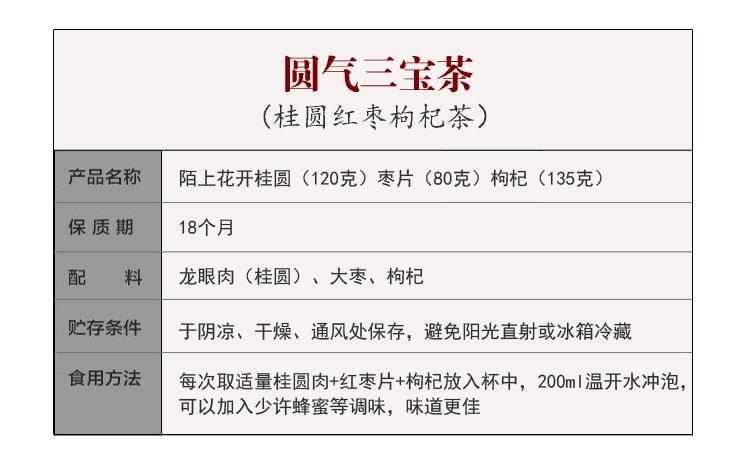 圆气三宝茶
(桂圆红枣枸杞茶)
产品名称 陌上花开桂圆（120克）枣片（80克）枸杞（135克）
保质期 18个月
配料 龙眼肉（桂圆）、大枣、枸杞
贮存条件 于阴凉、干燥、通风处保存，避免阳光直射或冰箱冷藏
食用方法 每次取适量桂圆肉+红枣片+枸杞放入杯中，200ml温开水冲泡，
可以加入少许蜂蜜等调味，味道更佳